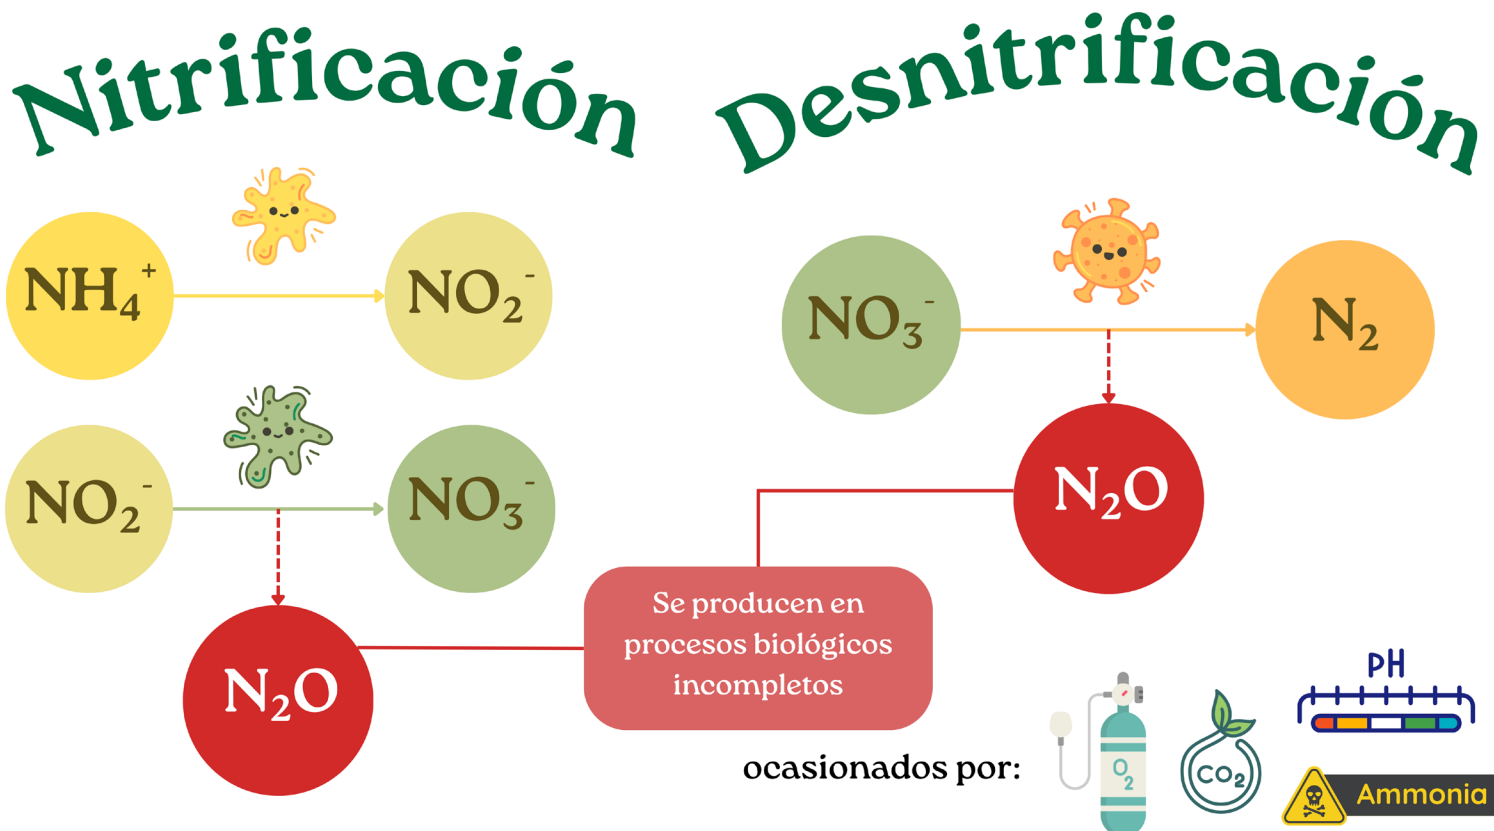 Nitrificación
Desnitrificación
NH₄⁺
NO₂⁻
NO₂⁻
NO₃⁻
N₂O
NO₃⁻
N₂
N₂O
Se producen en
procesos biológicos
incompletos
ocasionados por:
O₂
CO₂
PH
Ammonia